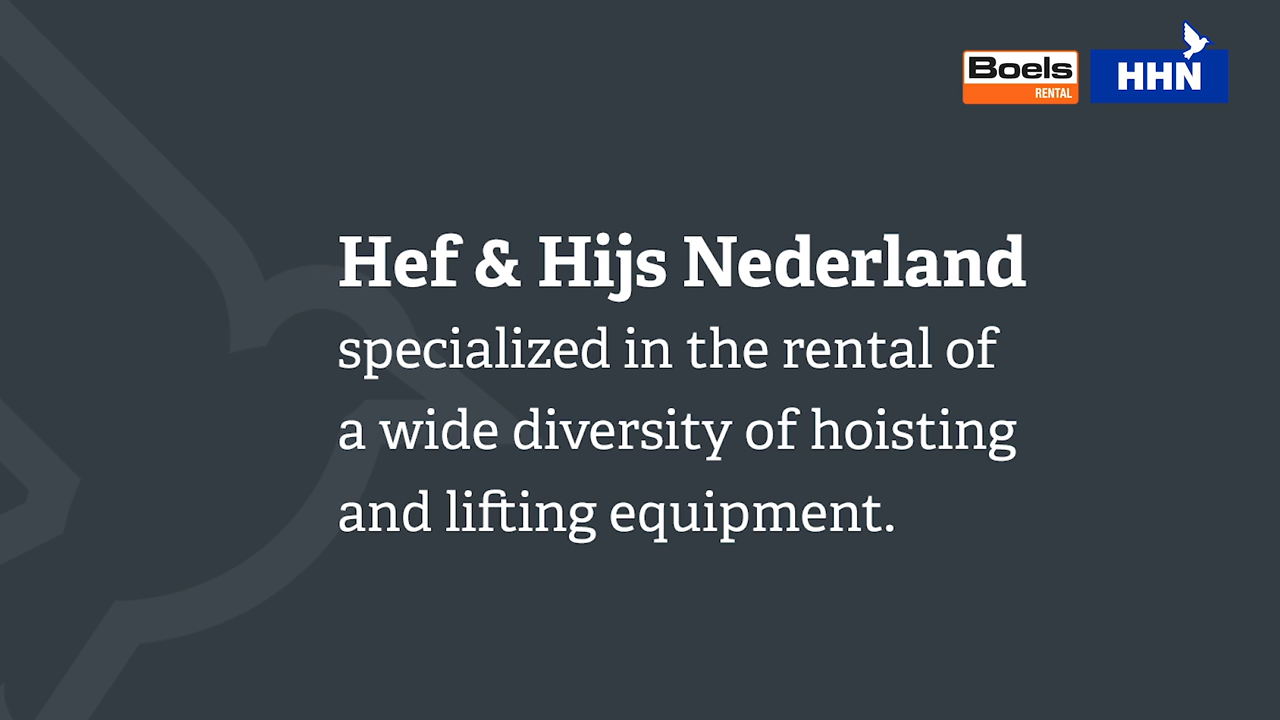 Boels
RENTAL
HHN
Hef & Hijs Nederland
specialized in the rental of
a wide diversity of hoisting
and lifting equipment.